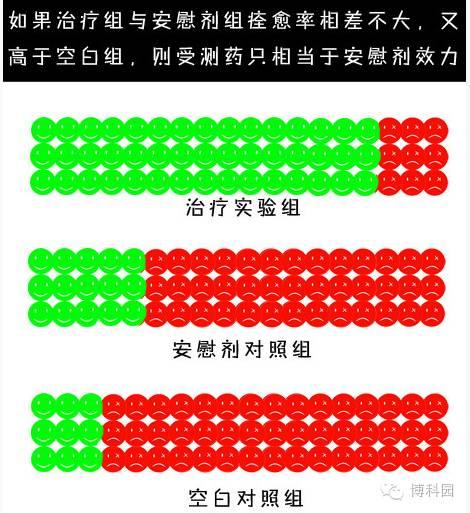 如果治疗组与安慰剂组痊愈率相差不大，又
高于空白组，则受测药只相当于安慰剂效力
治疗实验组
安慰剂对照组
空白对照组
博科园